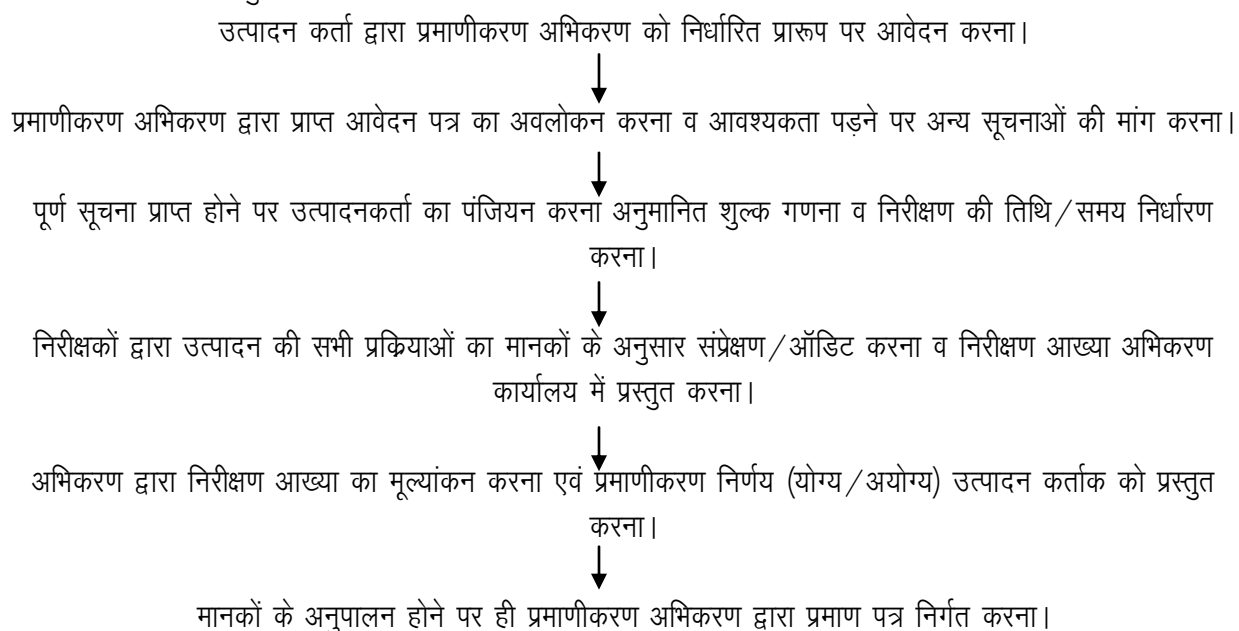 उत्पादन कर्ता द्वारा प्रमाणीकरण अभिकरण को निर्धारित प्रारूप पर आवेदन करना।
प्रमाणीकरण अभिकरण द्वारा प्राप्त आवेदन पत्र का अवलोकन करना व आवश्यकता पड़ने पर अन्य सूचनाओं की मांग करना।
पूर्ण सूचना प्राप्त होने पर उत्पादनकर्ता का पंजियन करना अनुमानित शुल्क गणना व निरीक्षण की तिथि/समय निर्धारण
करना।
निरीक्षकों द्वारा उत्पादन की सभी प्रक्रियाओं का मानकों के अनुसार संप्रेक्षण/ऑडिट करना व निरीक्षण आख्या अभिकरण
कार्यालय में प्रस्तुत करना।
अभिकरण द्वारा निरीक्षण आख्या का मूल्यांकन करना एवं प्रमाणीकरण निर्णय (योग्य/अयोग्य) उत्पादन कर्ताक को प्रस्तुत
करना।
मानकों के अनुपालन होने पर ही प्रमाणीकरण अभिकरण द्वारा प्रमाण पत्र निर्गत करना।